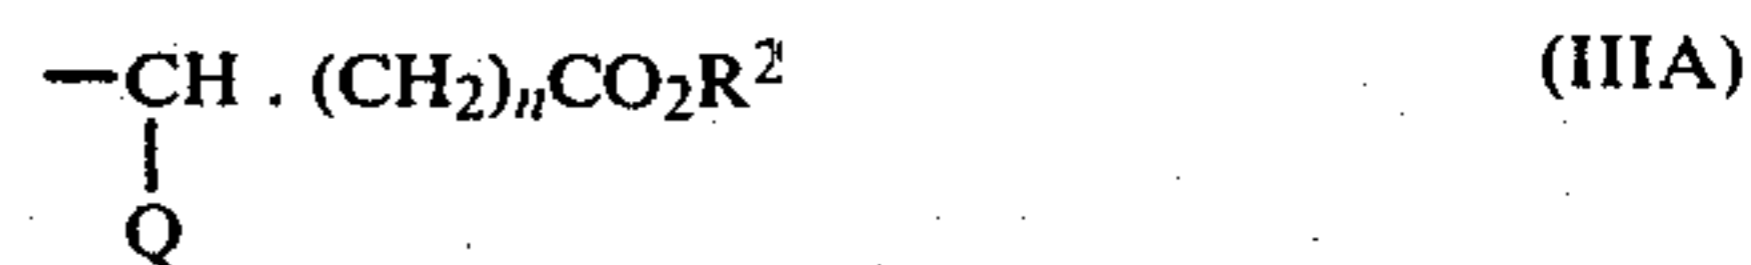 —CH . (CH₂)ₙCO₂R² (IIIA)
|
Q